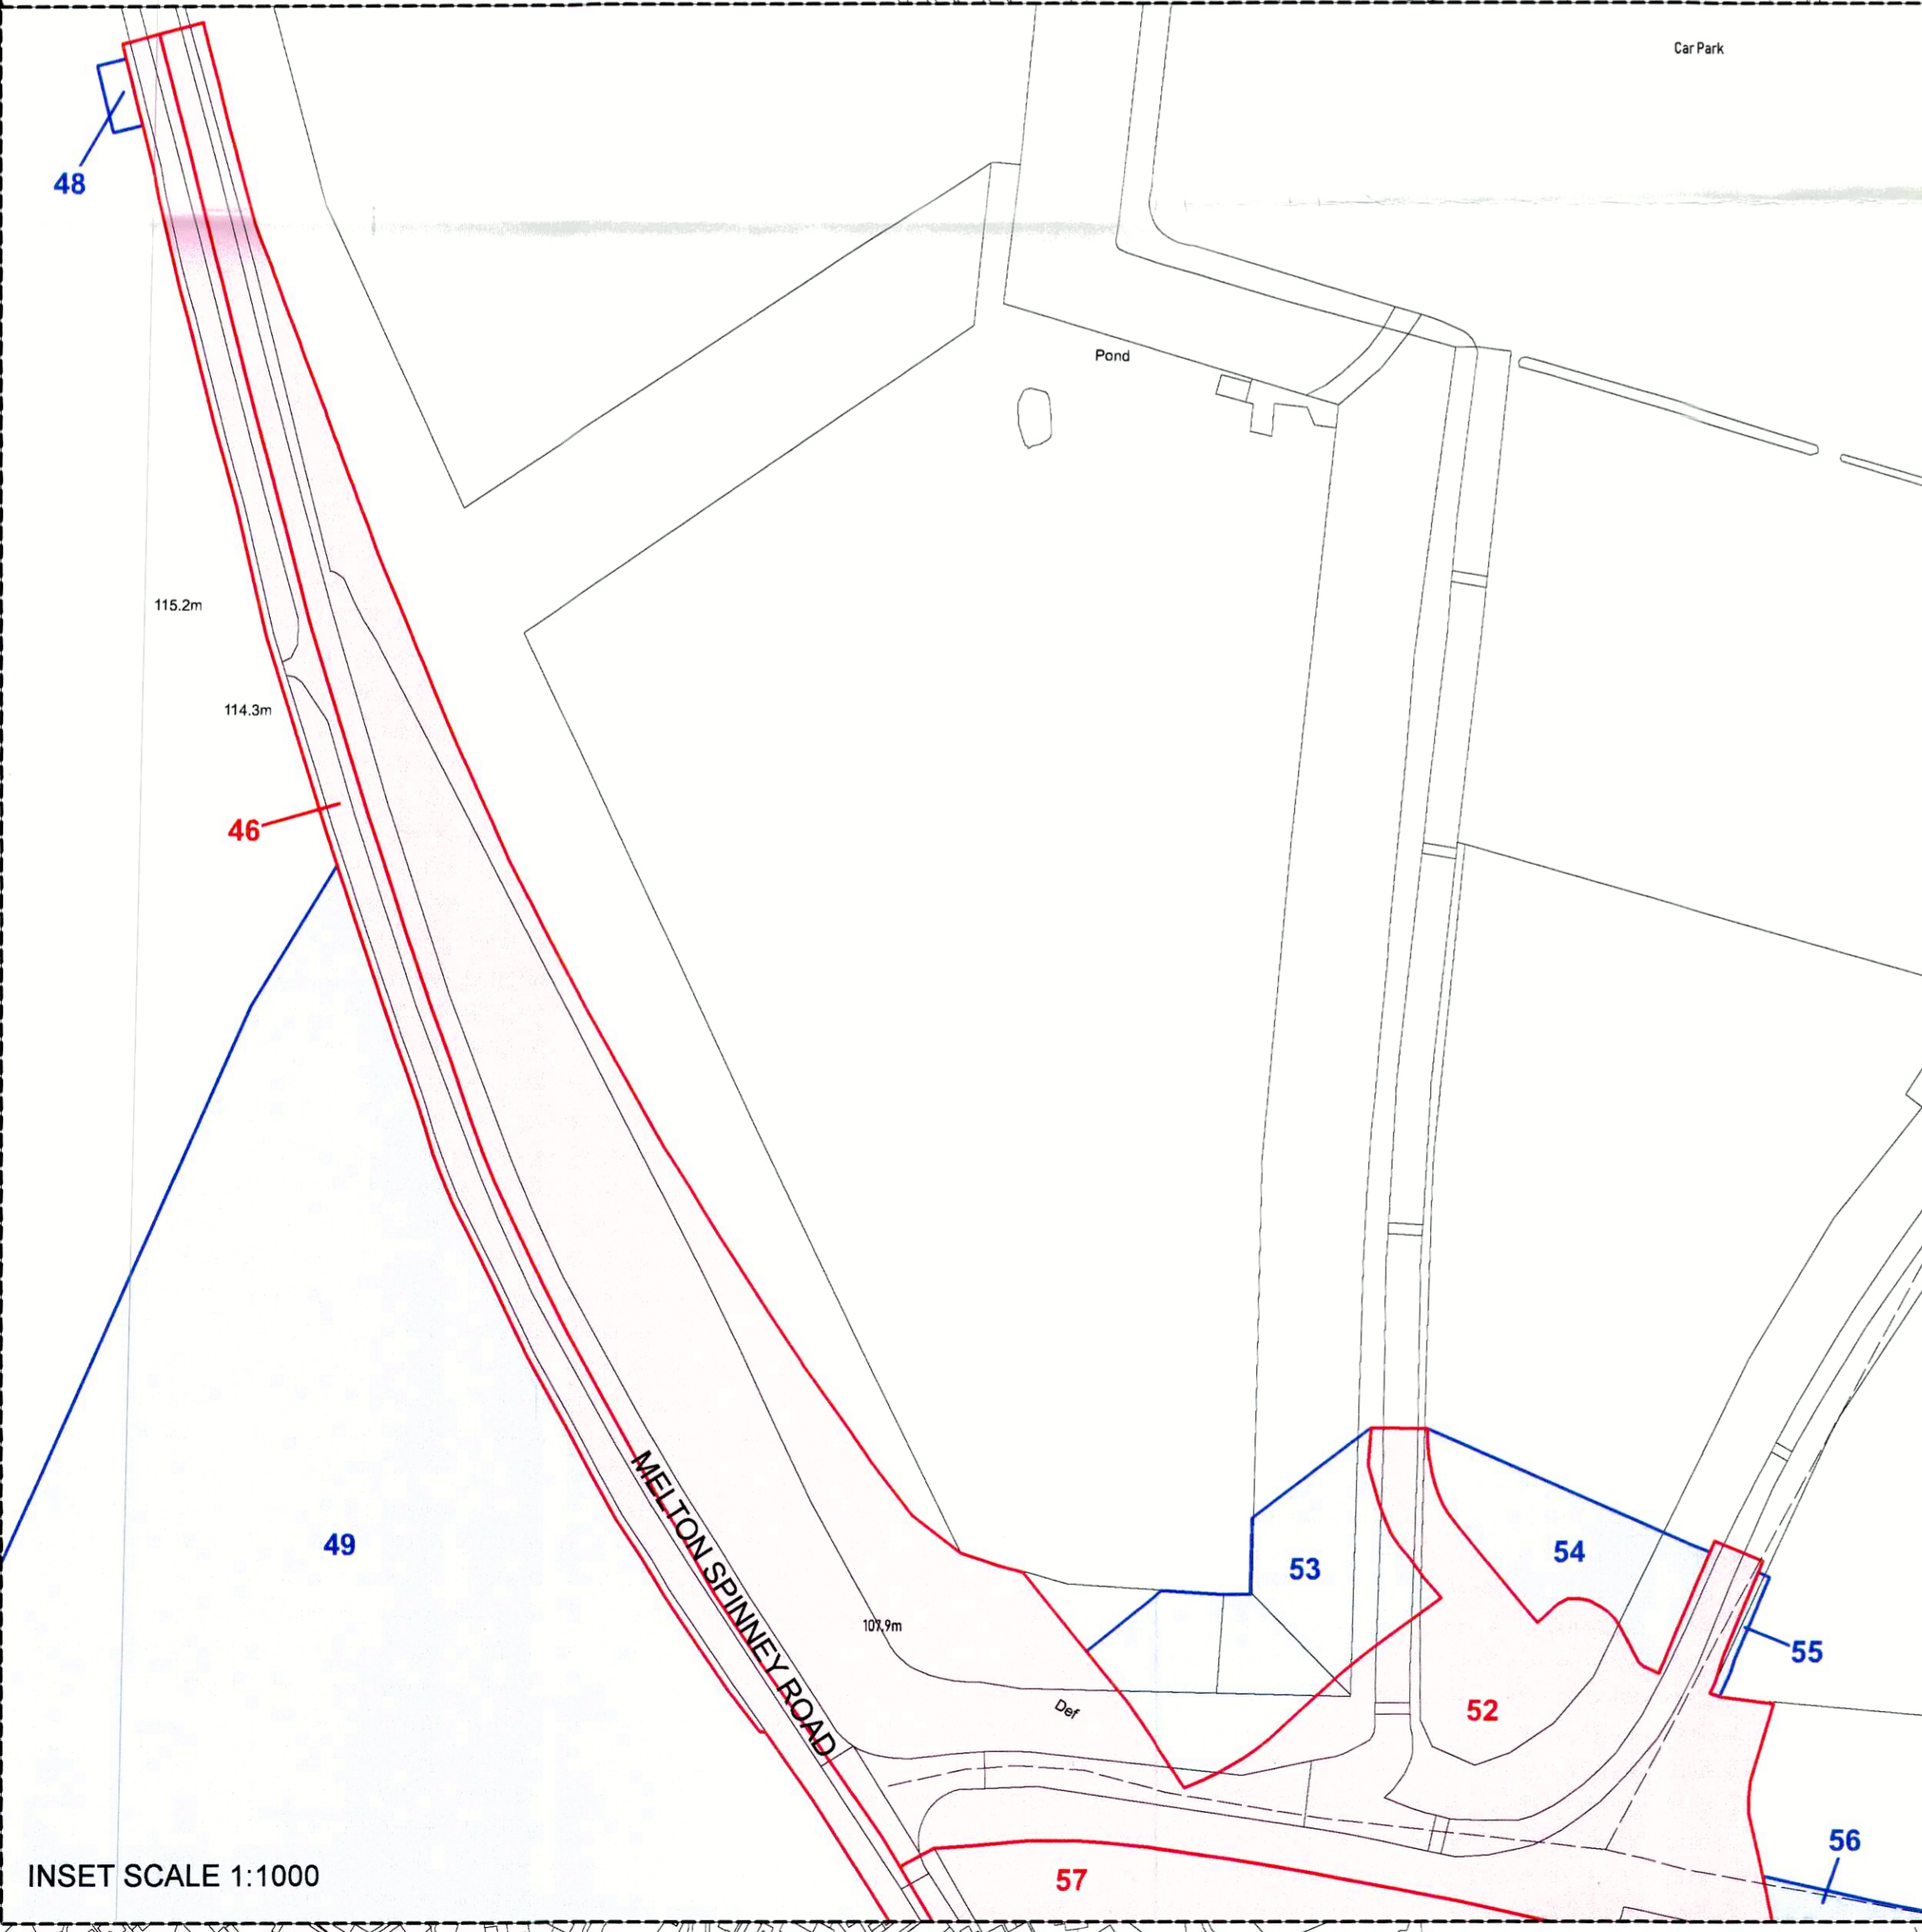 Car Park
48
Pond
115.2m
114.3m
46
49
MELTON SPINNEY ROAD
53
54
107.9m
55
Def
52
56
INSET SCALE 1:1000
57